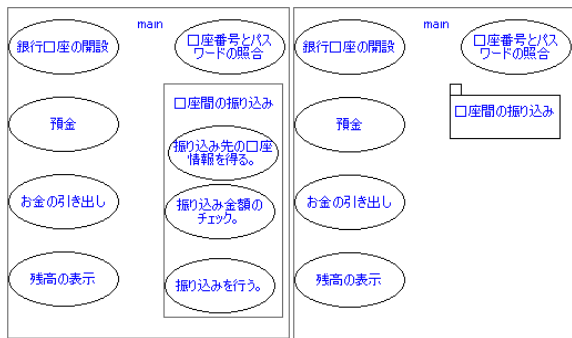 main
銀行口座の開設
口座番号とパス
ワードの照合
預金
口座間の振り込み
振り込み先の口座
情報を得る。
お金の引き出し
振り込み金額の
チェック。
残高の表示
振り込みを行う。
main
銀行口座の開設
口座番号とパス
ワードの照合
預金
口座間の振り込み
お金の引き出し
残高の表示